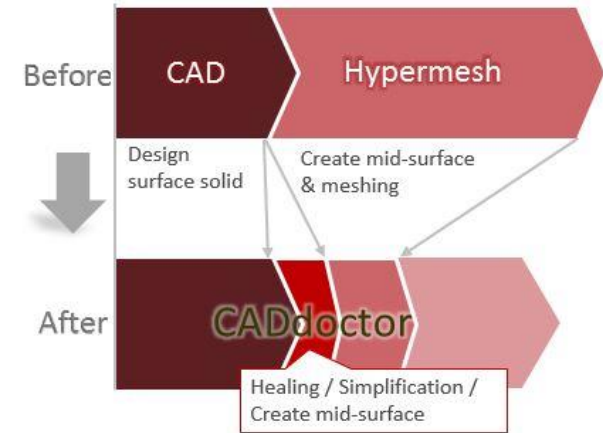 Before
CAD
Hypermesh
Design
surface solid
Create mid-surface
& meshing
After
CADdoctor
Healing / Simplification /
Create mid-surface